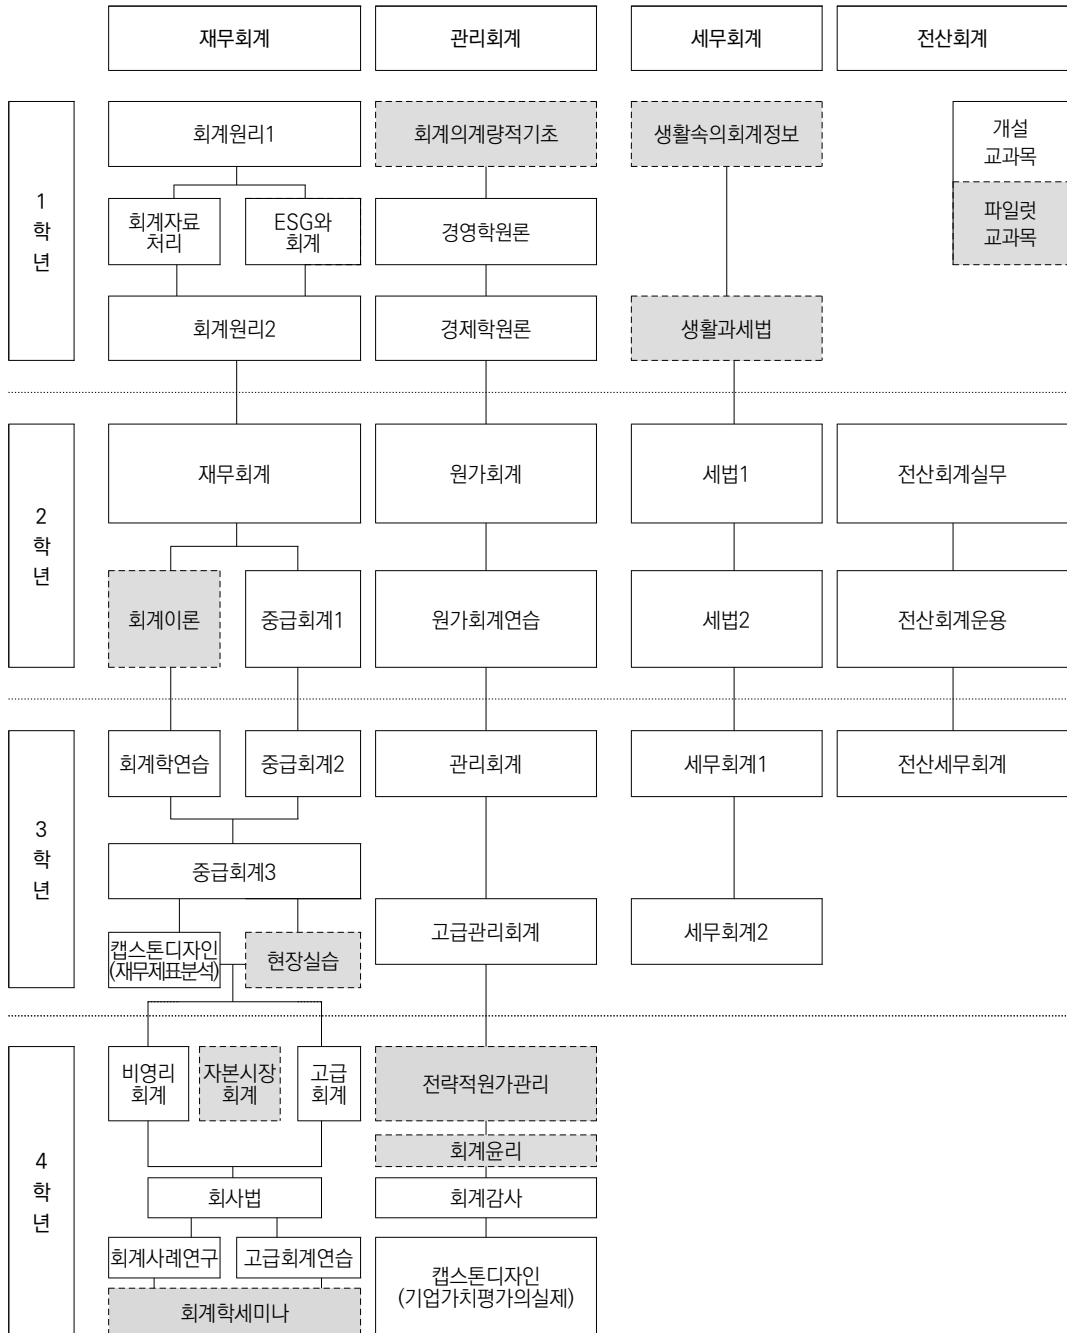 재무회계
관리회계
세무회계
전산회계
1
학
년
회계원리1
회계의계량적기초
생활속의회계정보
개설
교과목
파일럿
교과목
회계자료
처리
ESG와
회계
경영학원론
회계원리2
경제학원론
생활과세법
2
학
년
재무회계
원가회계
세법1
전산회계실무
회계이론
중급회계1
원가회계연습
세법2
전산회계운용
3
학
년
회계학연습
중급회계2
관리회계
세무회계1
전산세무회계
중급회계3
캡스톤디자인
(재무제표분석)
현장실습
고급관리회계
세무회계2
4
학
년
비영리
회계
자본시장
회계
고급
회계
전략적원가관리
회계윤리
회사법
회계감사
회계사례연구
고급회계연습
캡스톤디자인
(기업가치평가의실제)
회계학세미나